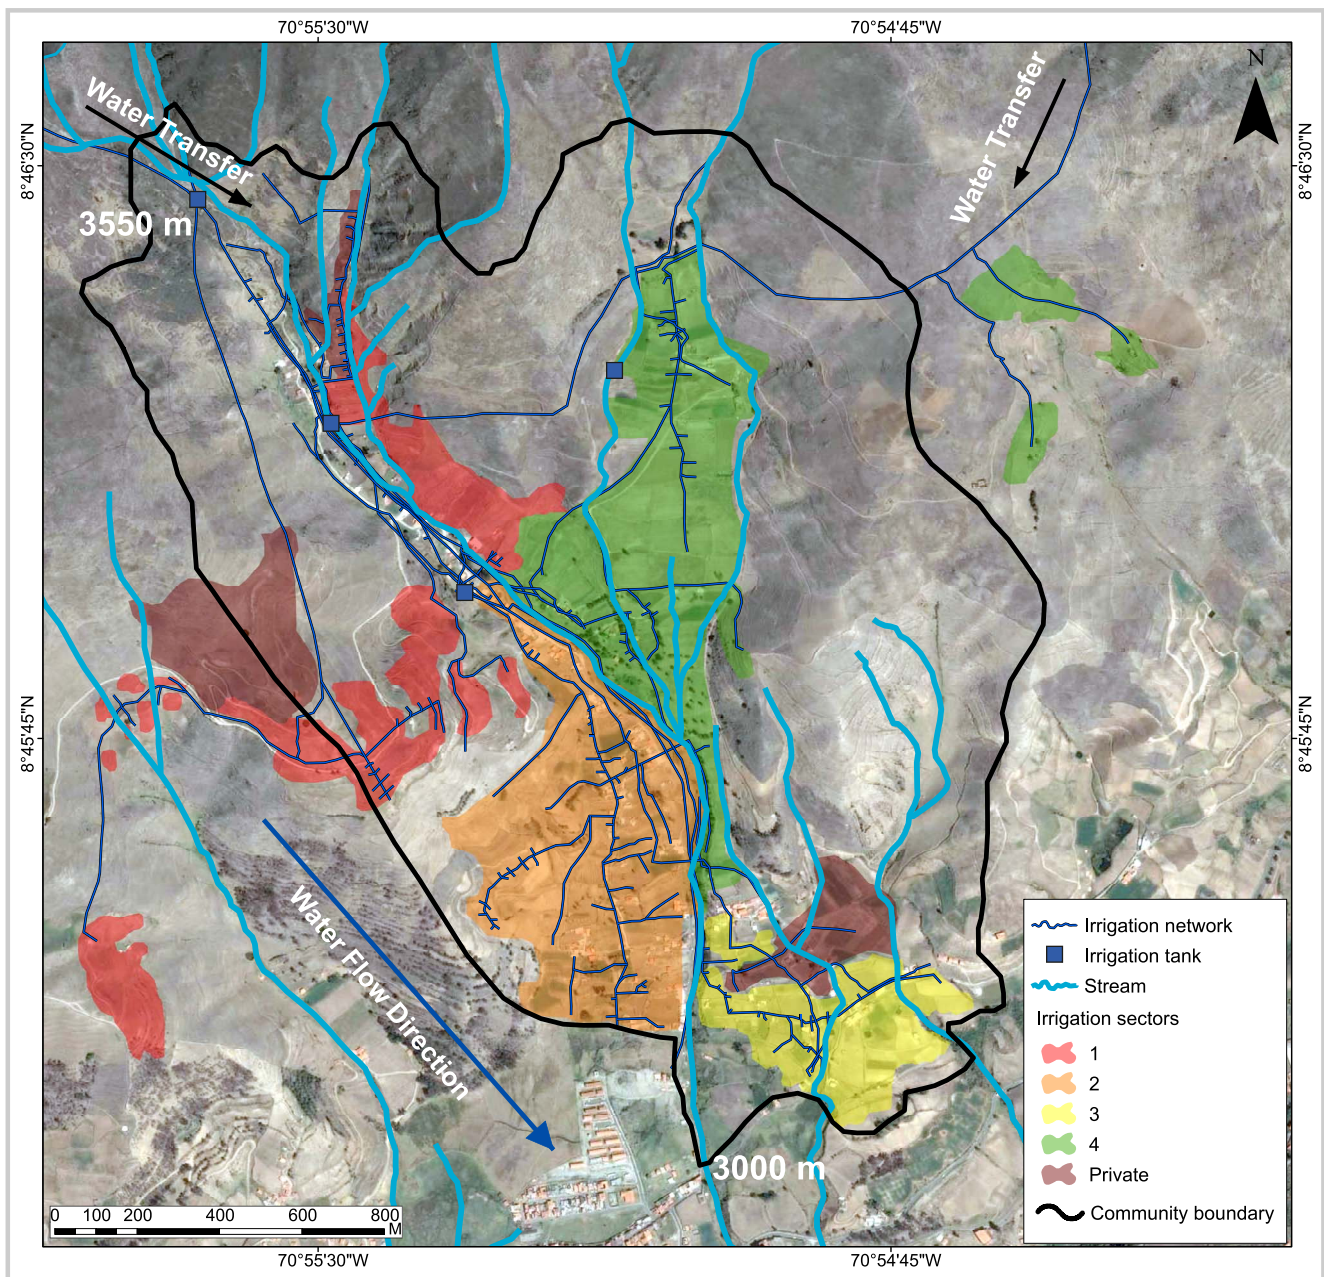 70°55'30"W
70°54'45"W
N
Water Transfer
Water Transfer
8°46'30"N
8°46'30"N
3550 m
8°45'45"N
8°45'45"N
Water Flow Direction
3000 m
Irrigation network
Irrigation tank
Stream
Irrigation sectors
1
2
3
4
Private
Community boundary
0 100 200 400 600 800
M
70°55'30"W
70°54'45"W